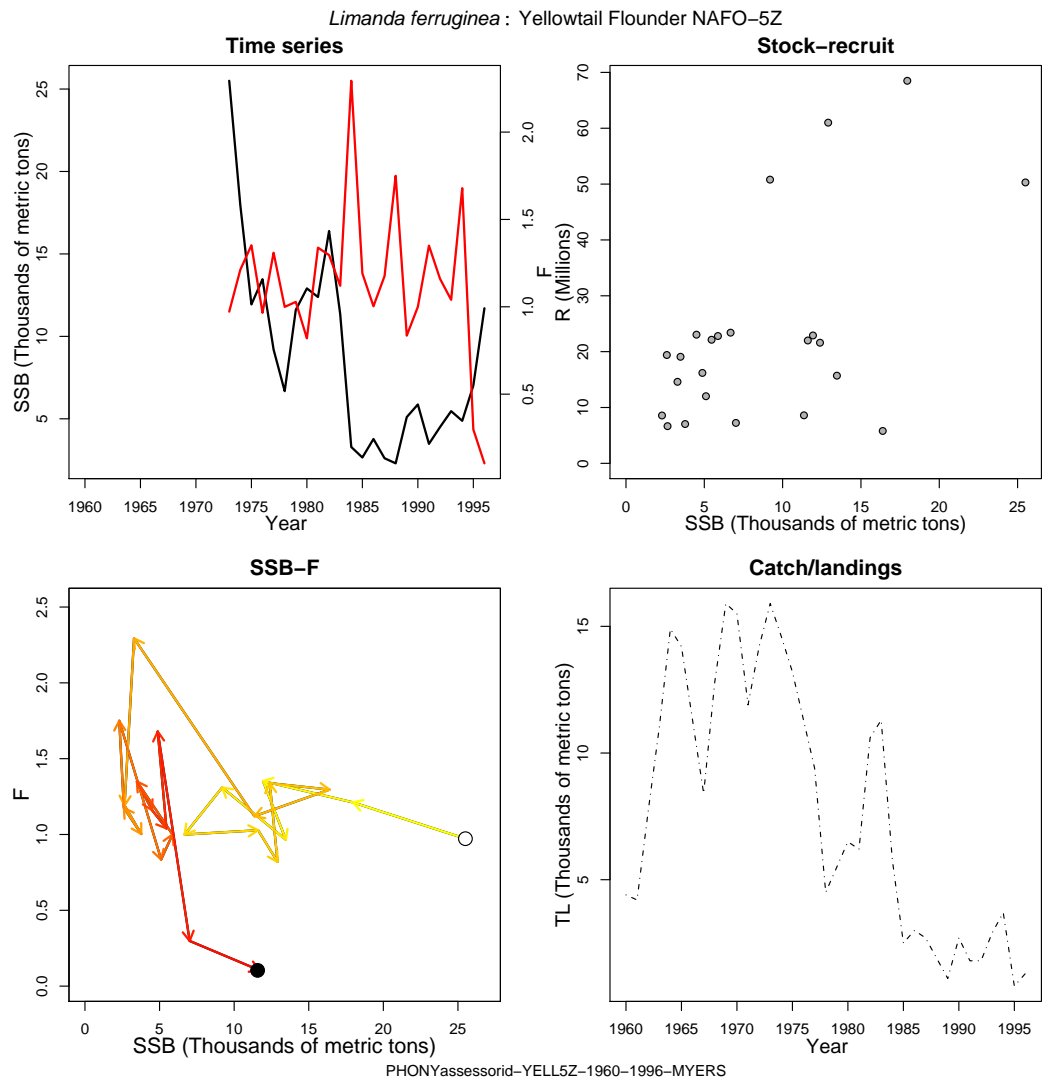 Limanda ferruginea : Yellowtail Flounder NAFO−5Z
Time series
SSB (Thousands of metric tons)
25
20
15
10
5
2.0
1.5
1.0
0.5
F
1960 1965 1970 1975 1980 1985 1990 1995
Year
Stock−recruit
R (Millions)
70
60
50
40
30
20
10
0
0 5 10 15 20 25
SSB (Thousands of metric tons)
SSB−F
F
2.5
2.0
1.5
1.0
0.5
0.0
0 5 10 15 20 25
SSB (Thousands of metric tons)
Catch/landings
TL (Thousands of metric tons)
15
10
5
1960 1965 1970 1975 1980 1985 1990 1995
Year
PHONYassessorid−YELL5Z−1960−1996−MYERS